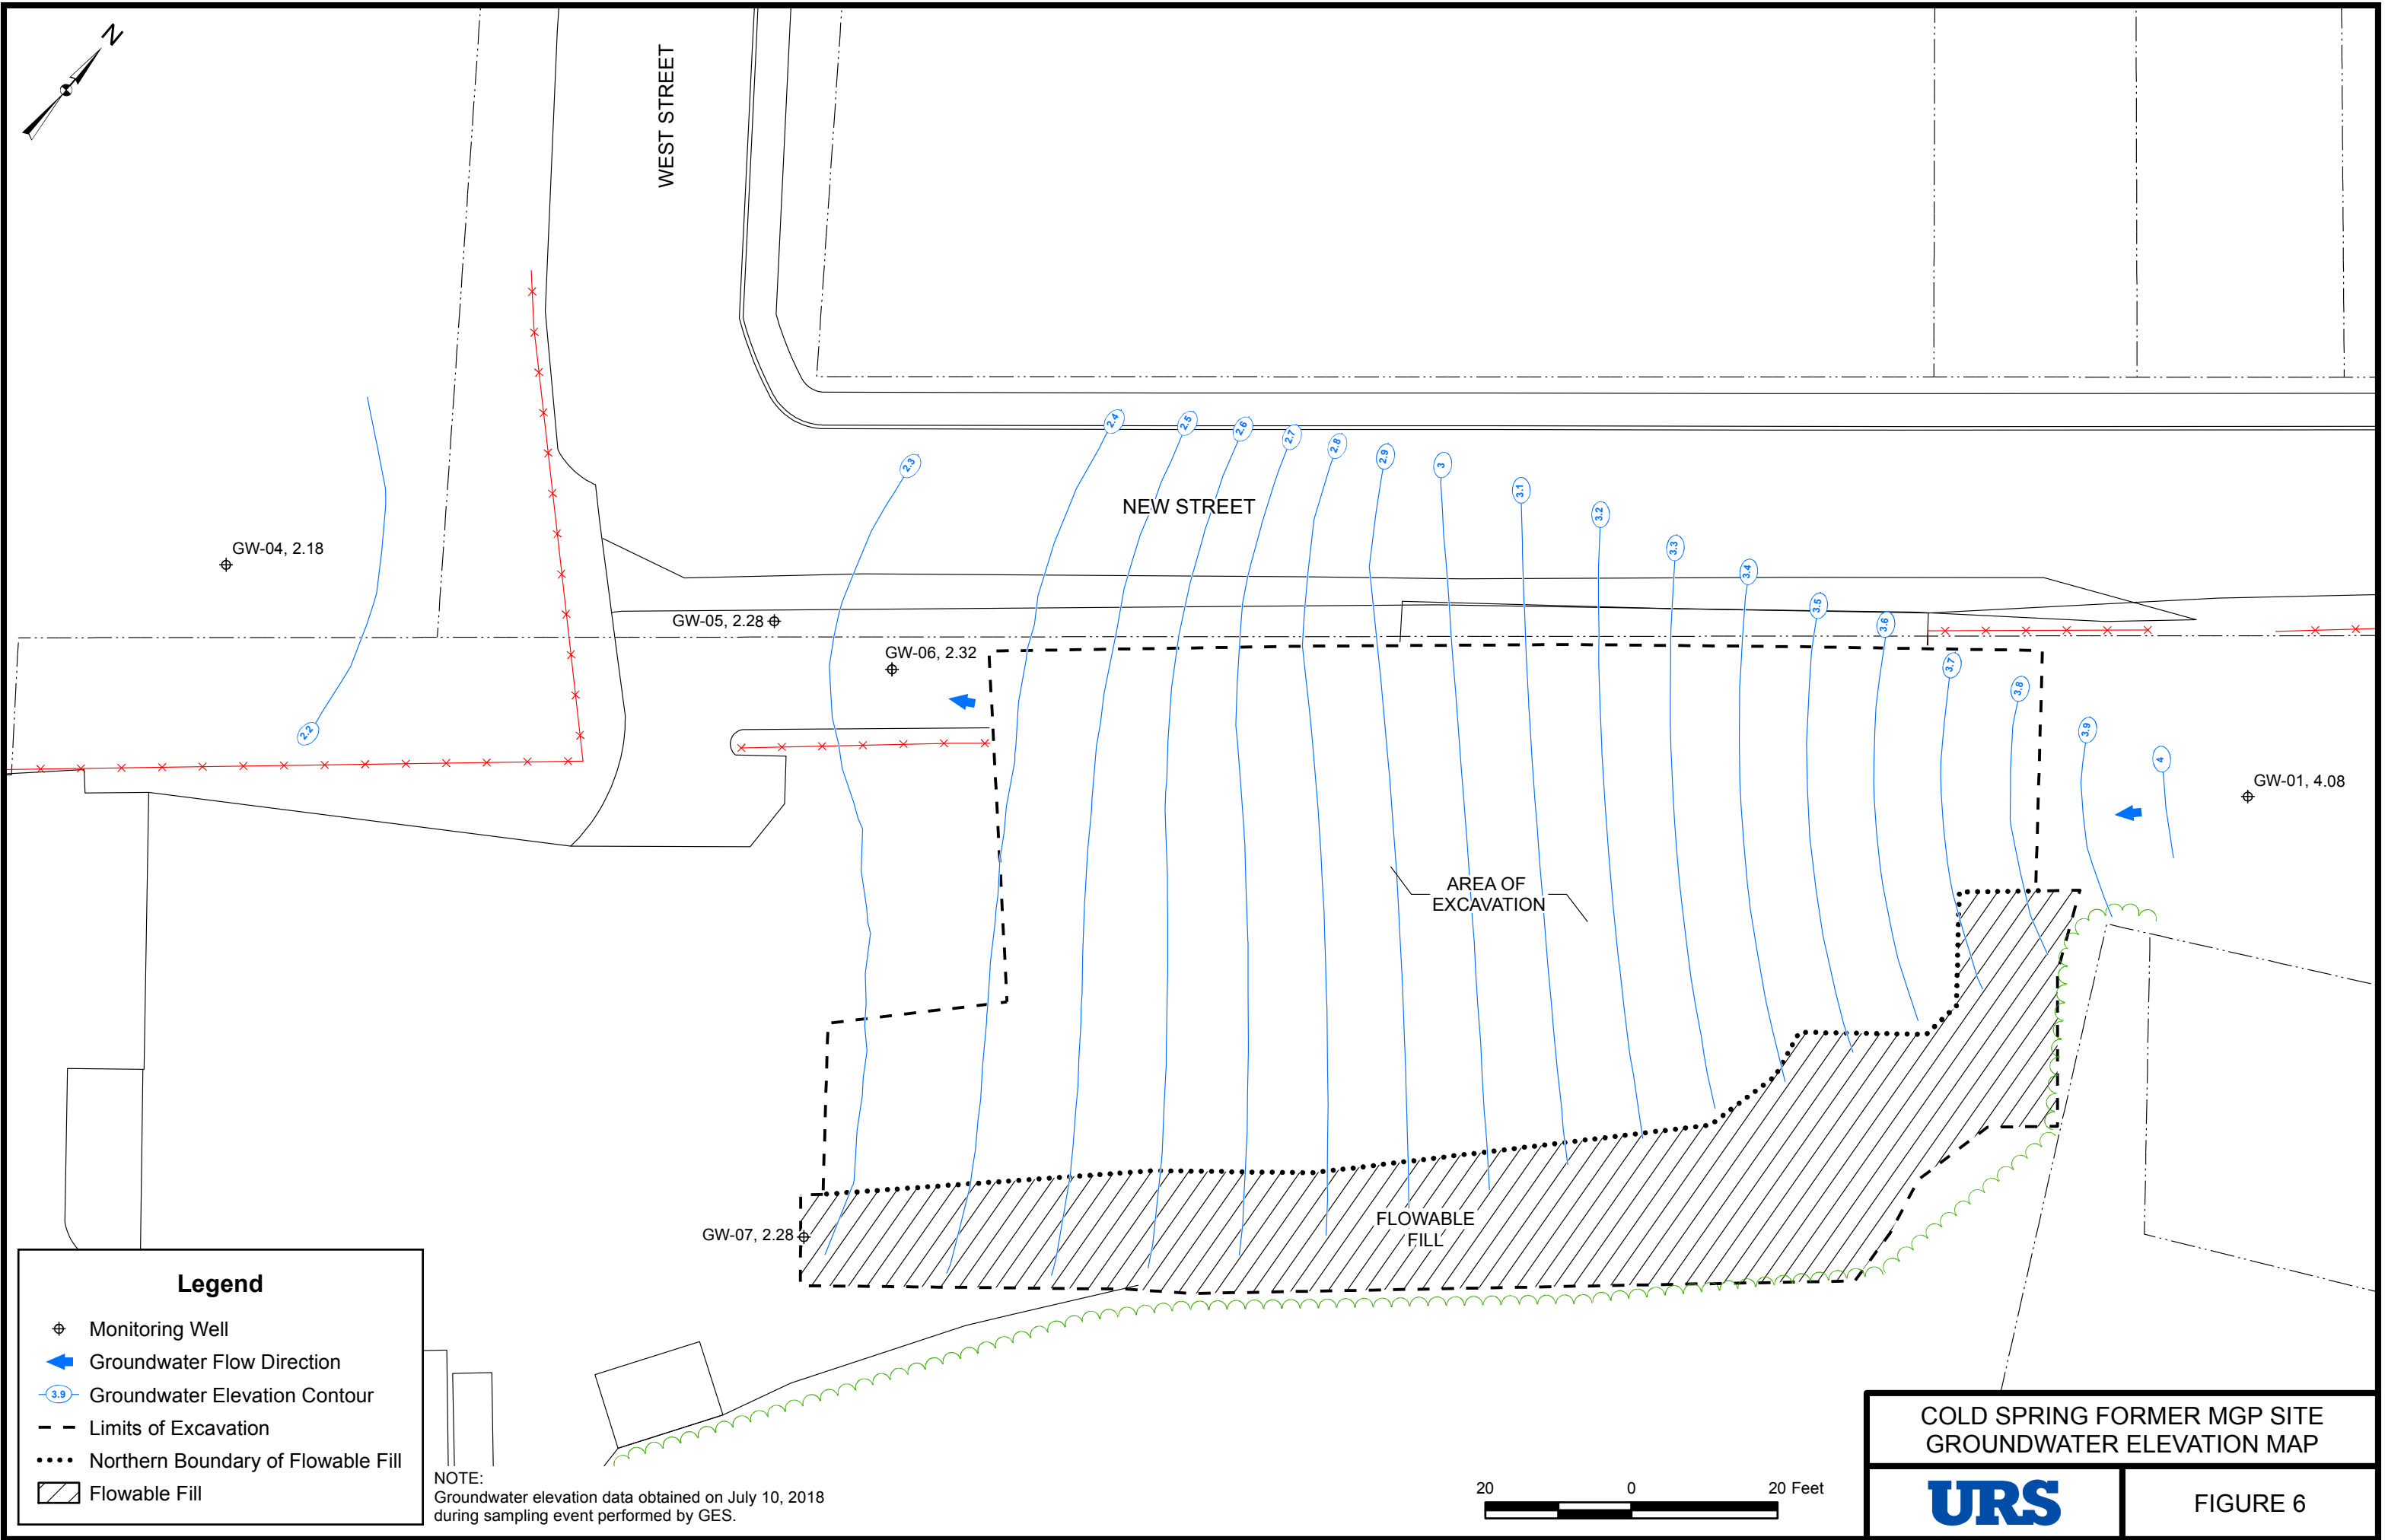 N
WEST STREET
2.4
2.5
2.6
2.7
2.8
2.9
3
3.1
3.2
3.3
3.4
3.5
3.6
3.7
3.8
3.9
4
2.3
2.2
NEW STREET
GW-04, 2.18
GW-05, 2.28
GW-06, 2.32
GW-01, 4.08
AREA OF
EXCAVATION
GW-07, 2.28
FLOWABLE
FILL
Legend
Monitoring Well
Groundwater Flow Direction
3.9 Groundwater Elevation Contour
Limits of Excavation
Northern Boundary of Flowable Fill
Flowable Fill
NOTE:
Groundwater elevation data obtained on July 10, 2018
during sampling event performed by GES.
20 0 20 Feet
COLD SPRING FORMER MGP SITE
GROUNDWATER ELEVATION MAP
URS
FIGURE 6